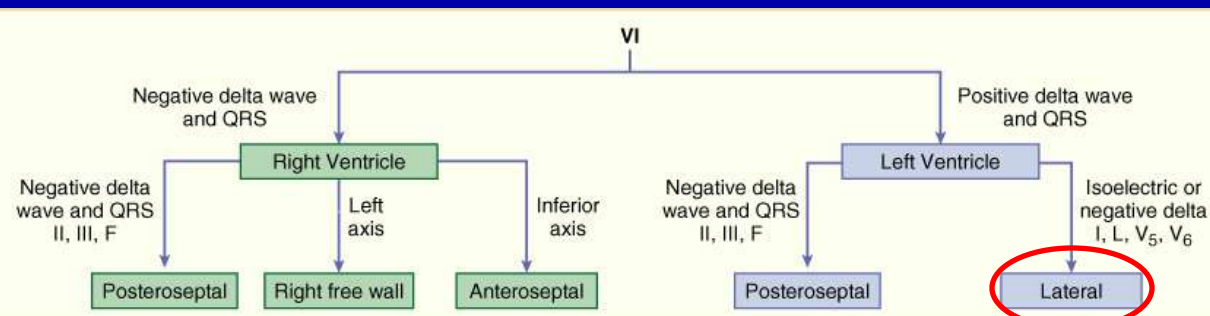 VI
Negative delta wave
and QRS
Positive delta wave
and QRS
Right Ventricle
Left Ventricle
Negative delta
wave and QRS
II, III, F
Left
axis
Inferior
axis
Negative delta
wave and QRS
II, III, F
Isoelectric or
negative delta
I, L, V₅, V₆
Posteroseptal
Right free wall
Anteroseptal
Posteroseptal
Lateral